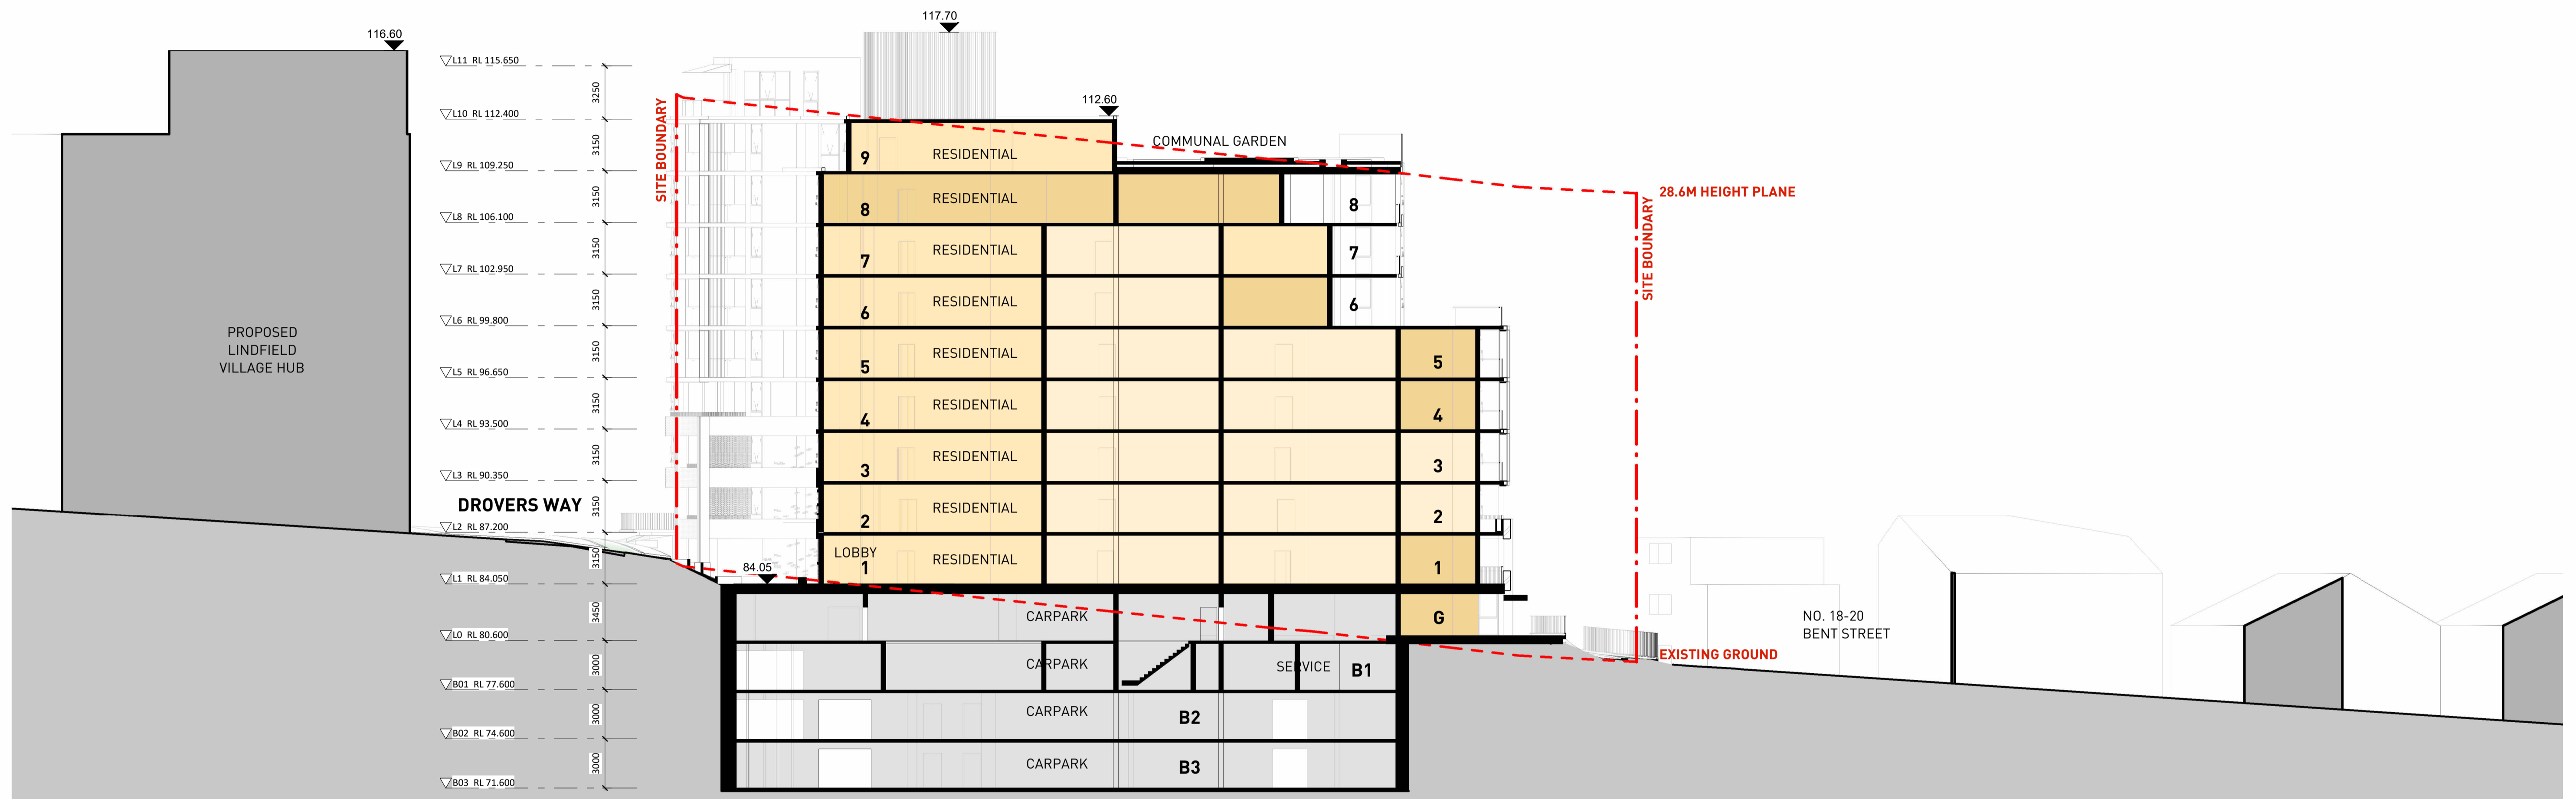 117.70
116.60
L11 RL 115.650
3250
112.60
L10 RL 112.400
SITE BOUNDARY
COMMUNAL GARDEN
3150
9 RESIDENTIAL
L9 RL 109.250
28.6M HEIGHT PLANE
3150
8 RESIDENTIAL 8
L8 RL 106.100
SITE BOUNDARY
3150
7 RESIDENTIAL 7
L7 RL 102.950
3150
6 RESIDENTIAL 6
L6 RL 99.800
PROPOSED
LINDFIELD
VILLAGE HUB
3150
5 RESIDENTIAL 5
L5 RL 96.650
3150
4 RESIDENTIAL 4
L4 RL 93.500
3150
3 RESIDENTIAL 3
L3 RL 90.350
DROVERS WAY
3150
2 RESIDENTIAL 2
L2 RL 87.200
3150
LOBBY
1 RESIDENTIAL 1
84.05
L1 RL 84.050
3450
CARPARK G
NO. 18-20
BENT STREET
L0 RL 80.600
EXISTING GROUND
3000
CARPARK SERVICE B1
B01 RL 77.600
3000
CARPARK B2
B02 RL 74.600
3000
CARPARK B3
B03 RL 71.600